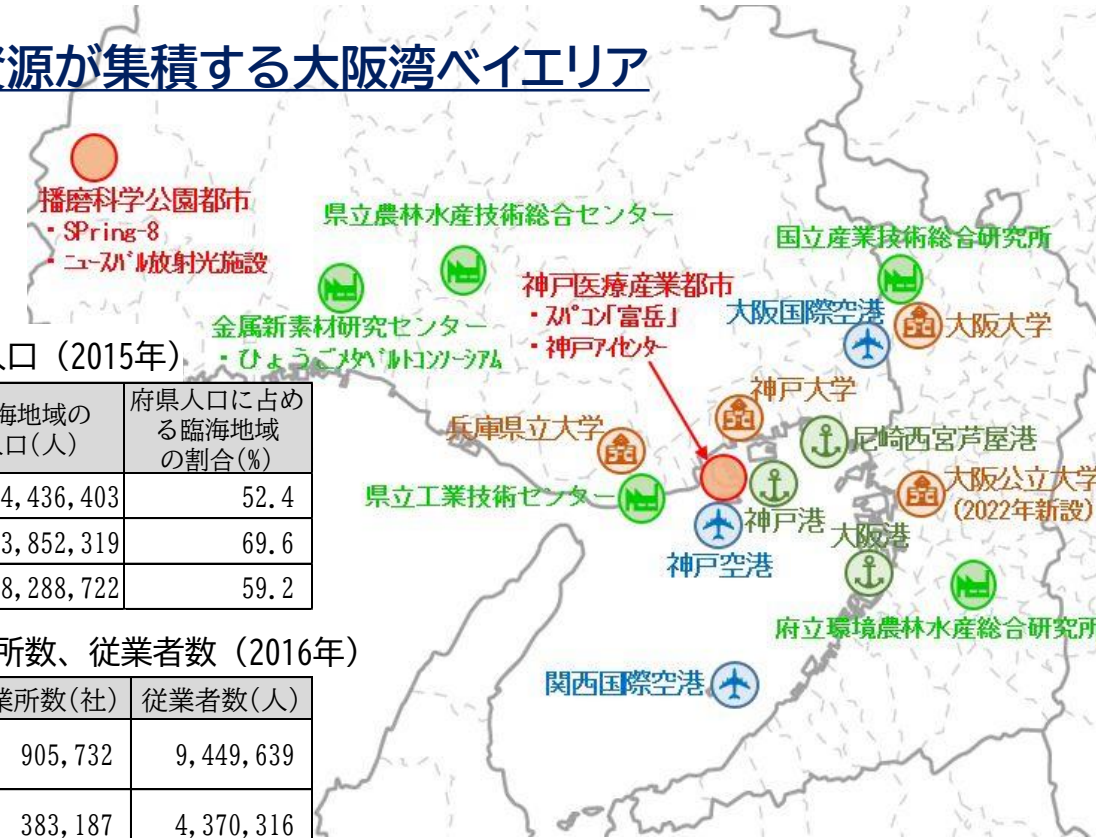 資源が集積する大阪湾ベイエリア
播磨科学公園都市
・SPring-8
・ニュースバル放射光施設
県立農林水産技術総合センター
国立産業技術総合研究所
金属新素材研究センター
・ひょうごメタルベルトコンソーシアム
神戸医療産業都市
・スパコン「富岳」
・神戸アイセンター
大阪国際空港
大阪大学
神戸大学
兵庫県立大学
尼崎西宮芦屋港
県立工業技術センター
大阪公立大学
(2022年新設)
神戸港
大阪港
神戸空港
府立環境農林水産総合研究所
関西国際空港
人口（2015年）
海地域の
口(人)
府県人口に占め
る臨海地域
の割合(%)
4,436,403 52.4
3,852,319 69.6
8,288,722 59.2
所数、従業者数（2016年）
業所数(社) 従業者数(人)
905,732 9,449,639
383,187 4,370,316